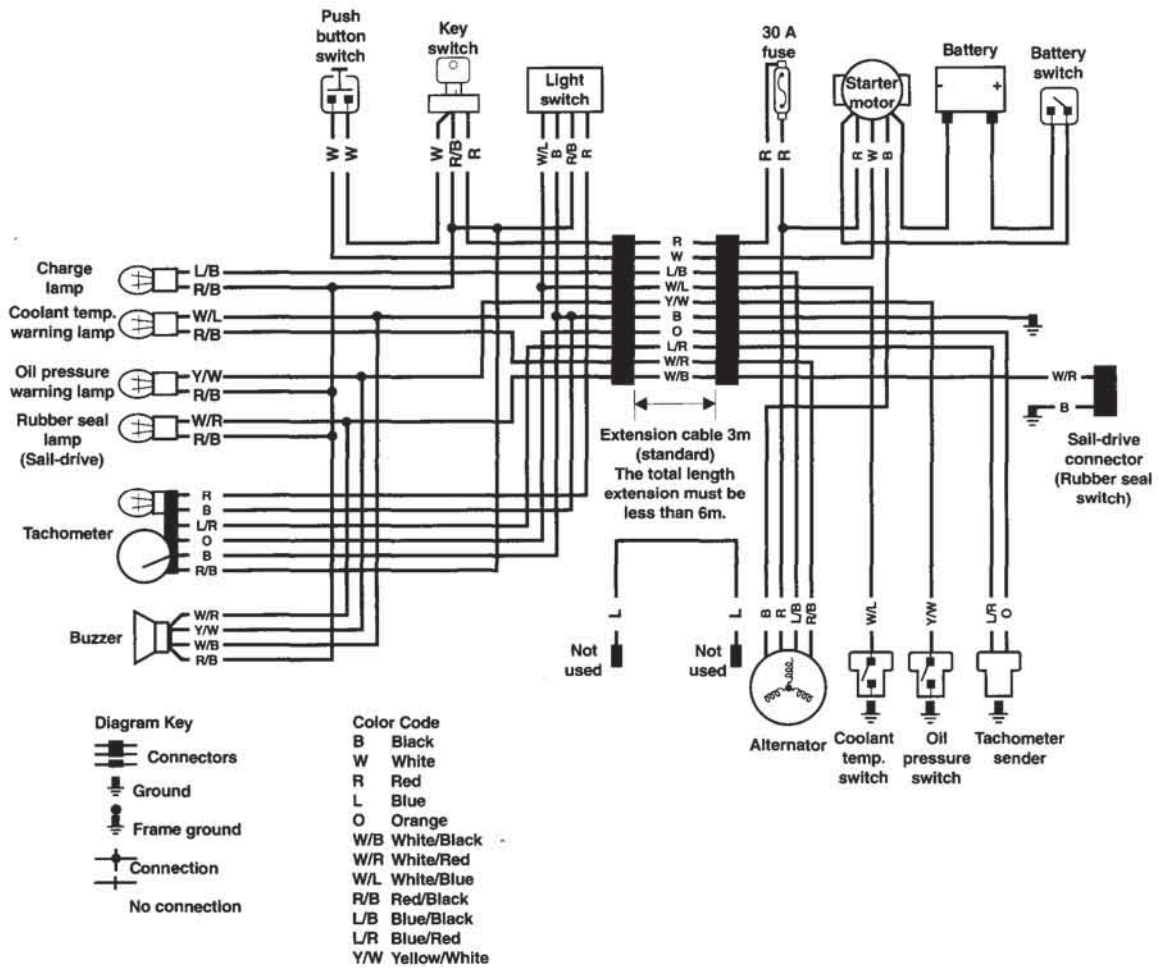 Push
button
switch
Key
switch
Light
switch
30 A
fuse
Starter
motor
Battery
- +
Battery
switch
W
W
W
R/B
R
W/L
B
R/B
R
R
R
R
W
B
Charge
lamp
L/B
R/B
Coolant temp.
warning lamp
W/L
R/B
Oil pressure
warning lamp
Y/W
R/B
Rubber seal
lamp
(Sail-drive)
W/R
R/B
R
W
L/B
W/L
Y/W
B
O
L/R
W/R
W/B
Extension cable 3m
(standard)
The total length
extension must be
less than 6m.
W/R
B
Sail-drive
connector
(Rubber seal
switch)
Tachometer
R
B
L/R
O
B
R/B
Buzzer
W/R
Y/W
W/B
R/B
L
L
Not
used
Not
used
B
R
L/B
R/B
W/L
Y/W
L/R
O
Alternator
Coolant
temp.
switch
Oil
pressure
switch
Tachometer
sender
Diagram Key
Connectors
Ground
Frame ground
Connection
No connection
Color Code
B Black
W White
R Red
L Blue
O Orange
W/B White/Black
W/R White/Red
W/L White/Blue
R/B Red/Black
L/B Blue/Black
L/R Blue/Red
Y/W Yellow/White